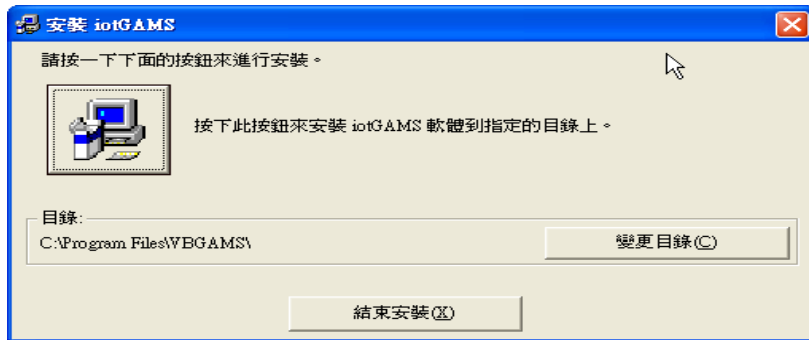 安裝 iotGAMS
請按一下下面的按鈕來進行安裝。
按下此按鈕來安裝 iotGAMS 軟體到指定的目錄上。
目錄:
C:\Program Files\VBGAMS\
變更目錄(C)
結束安裝(X)